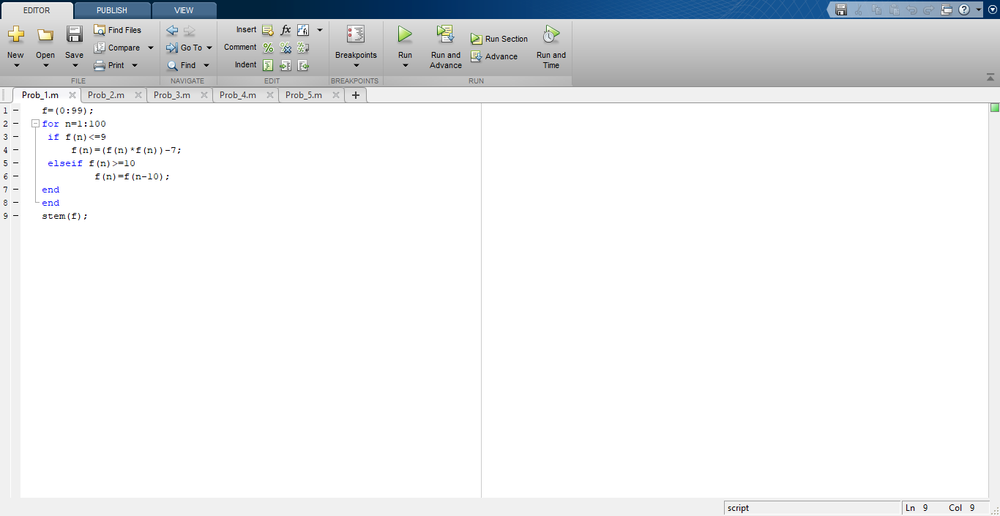 EDITOR PUBLISH VIEW
New Open Save Find Files Compare Print
FILE
Go To Find
NAVIGATE
Insert fx fi
Comment % %
Indent
EDIT
Breakpoints
BREAKPOINTS
Run Run and Advance Run Section Advance Run and Time
RUN
Prob_1.m Prob_2.m Prob_3.m Prob_4.m Prob_5.m +
1 – f=(0:99);
2 – for n=1:100
3 – if f(n)<=9
4 – f(n)=(f(n)*f(n))-7;
5 – elseif f(n)>=10
6 – f(n)=f(n-10);
7 – end
8 – end
9 – stem(f);
script Ln 9 Col 9